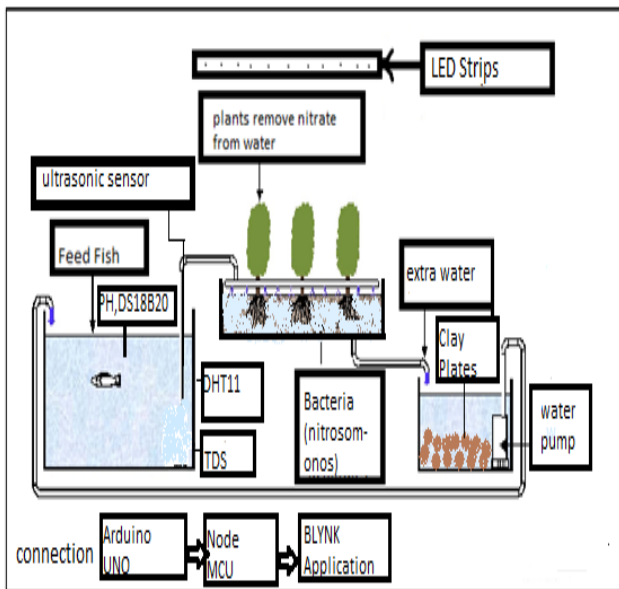 LED Strips
plants remove nitrate
from water
ultrasonic sensor
Feed Fish
PH,DS18B20
extra water
Clay
Plates
DHT11
Bacteria
(nitrosom-
onos)
water
pump
TDS
connection
Arduino
UNO
Node
MCU
BLYNK
Application